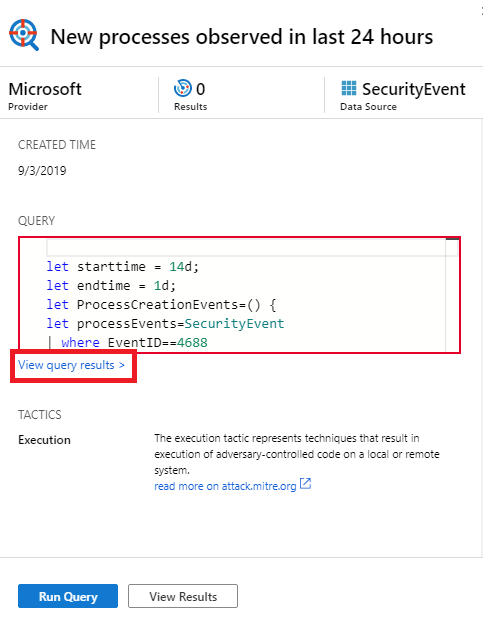 New processes observed in last 24 hours
Microsoft
Provider
0
Results
SecurityEvent
Data Source
CREATED TIME
9/3/2019
QUERY
let starttime = 14d;
let endtime = 1d;
let ProcessCreationEvents=() {
let processEvents=SecurityEvent
| where EventID==4688
View query results >
TACTICS
Execution
The execution tactic represents techniques that result in
execution of adversary-controlled code on a local or remote
system.
read more on attack.mitre.org
Run Query
View Results